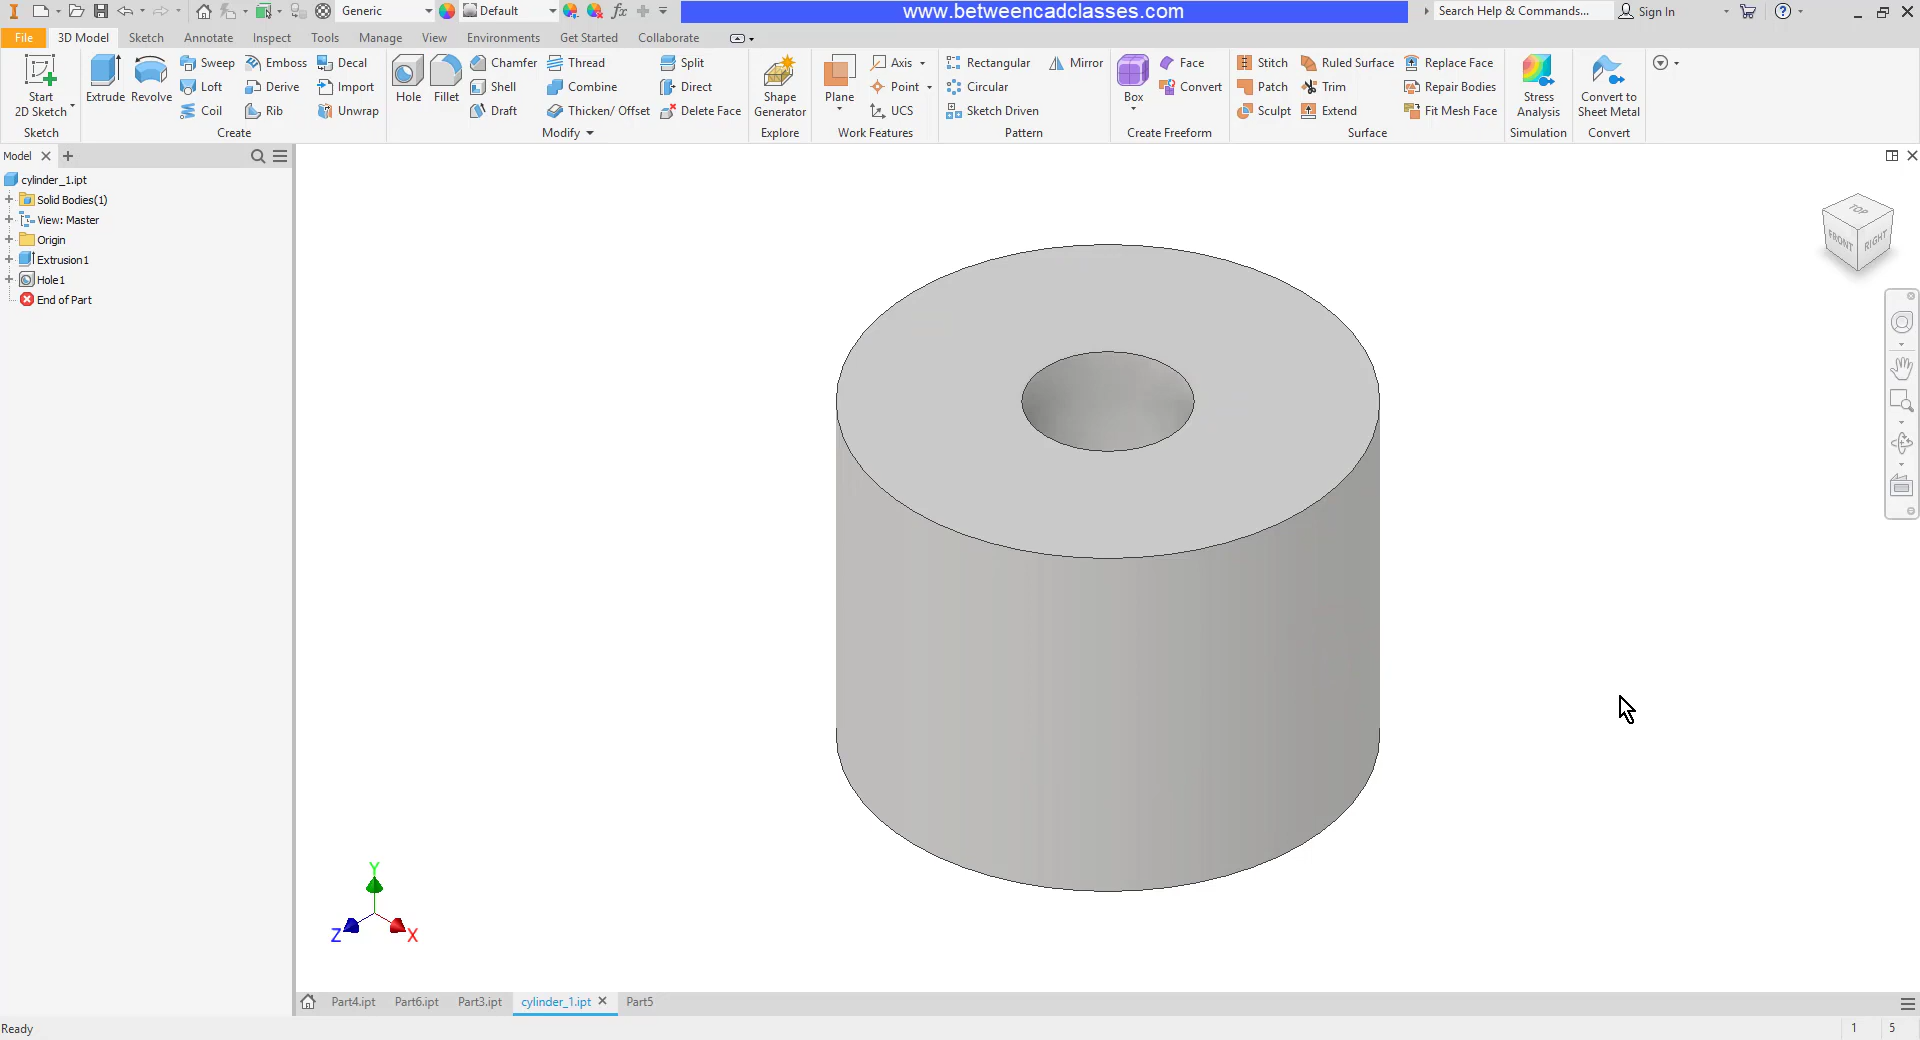 Generic
Default
www.betweencadclasses.com
Search Help & Commands...
Sign In
File 3D Model Sketch Annotate Inspect Tools Manage View Environments Get Started Collaborate
Start
2D Sketch
Sketch
Extrude Revolve
Sweep Emboss Decal
Loft Derive Import
Coil Rib Unwrap
Create
Hole Fillet
Chamfer Thread Split
Shell Combine Direct
Draft Thicken/ Offset Delete Face
Modify
Shape
Generator
Explore
Plane
Axis
Point
UCS
Work Features
Rectangular Mirror
Circular
Sketch Driven
Pattern
Box
Face
Convert
Create Freeform
Stitch Ruled Surface Replace Face
Patch Trim Repair Bodies
Sculpt Extend Fit Mesh Face
Surface
Stress
Analysis
Simulation
Convert to
Sheet Metal
Convert
Model
cylinder_1.ipt
Solid Bodies(1)
View: Master
Origin
Extrusion1
Hole1
End of Part
TOP
FRONT RIGHT
Y
Z X
Part4.ipt Part6.ipt Part3.ipt cylinder_1.ipt Part5
Ready
1 5